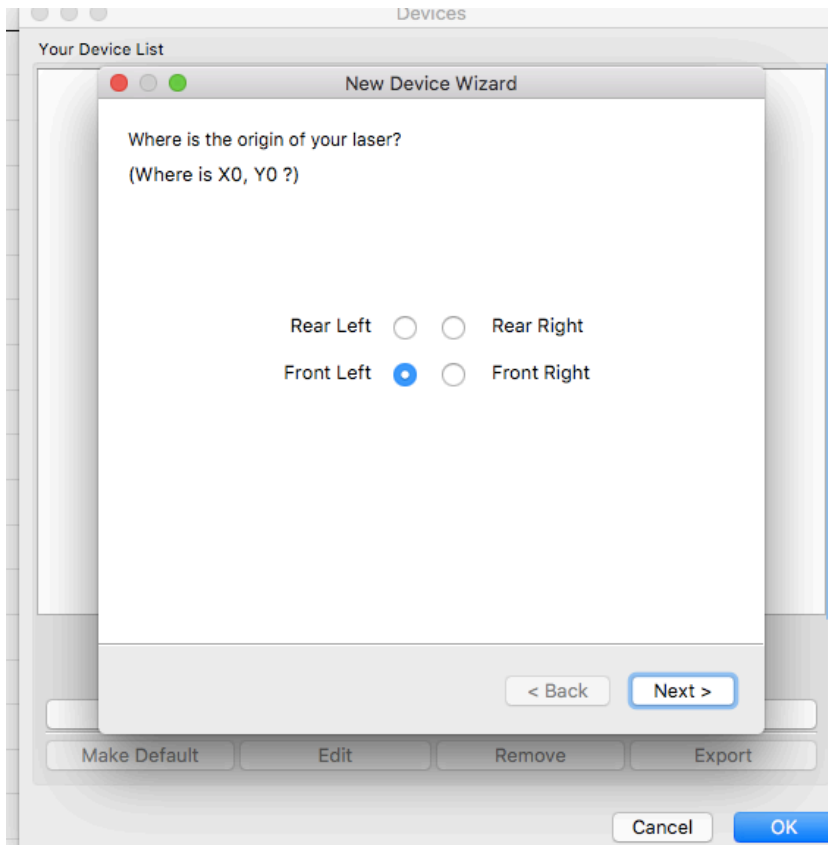 Devices
Your Device List
New Device Wizard
Where is the origin of your laser?
(Where is X0, Y0 ?)
Rear Left Rear Right
Front Left Front Right
< Back Next >
Make Default Edit Remove Export
Cancel OK